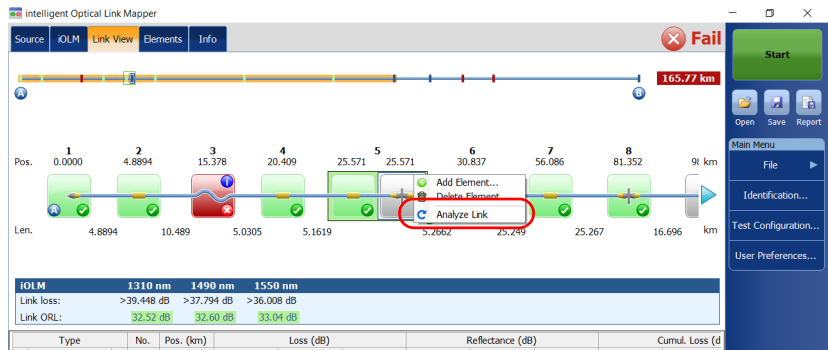 intelligent Optical Link Mapper
Source iOLM Link View Elements Info
Fail
Start
165.77 km
A B
Open Save Report
Main Menu
1 2 3 4 5 6 7 8
Pos. 0.0000 4.8894 15.378 20.409 25.571 25.571 30.837 56.086 81.352 km
File
Add Element...
Delete Element
Analyze Link
A
Identification...
Len. 4.8894 10.489 5.0305 5.1619 5.2662 25.249 25.267 16.696 km
Test Configuration...
User Preferences...
iOLM 1310 nm 1490 nm 1550 nm
Link loss: >39.448 dB >37.794 dB >36.008 dB
Link ORL: 32.52 dB 32.60 dB 33.04 dB
Type No. Pos. (km) Loss (dB) Reflectance (dB) Cumul. Loss (d